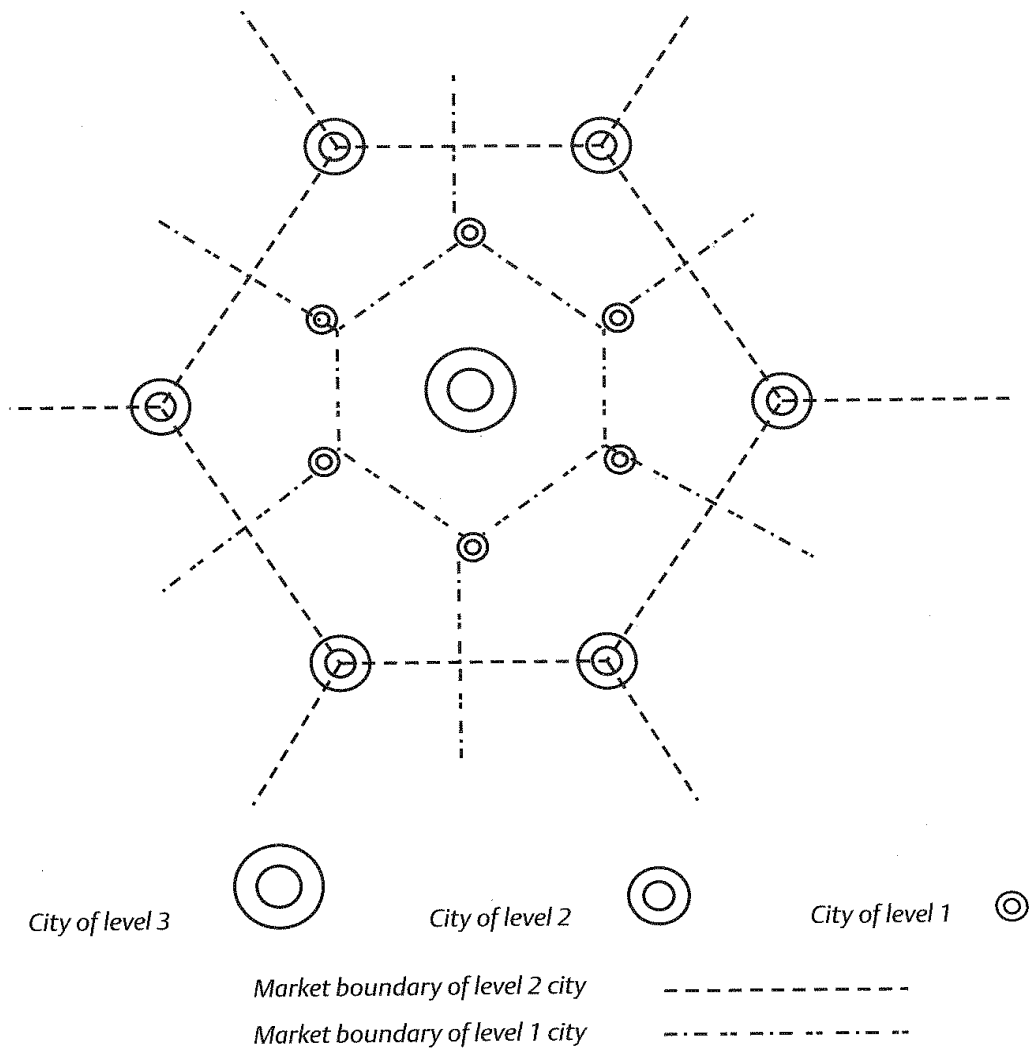 City of level 3
City of level 2
City of level 1
Market boundary of level 2 city
Market boundary of level 1 city